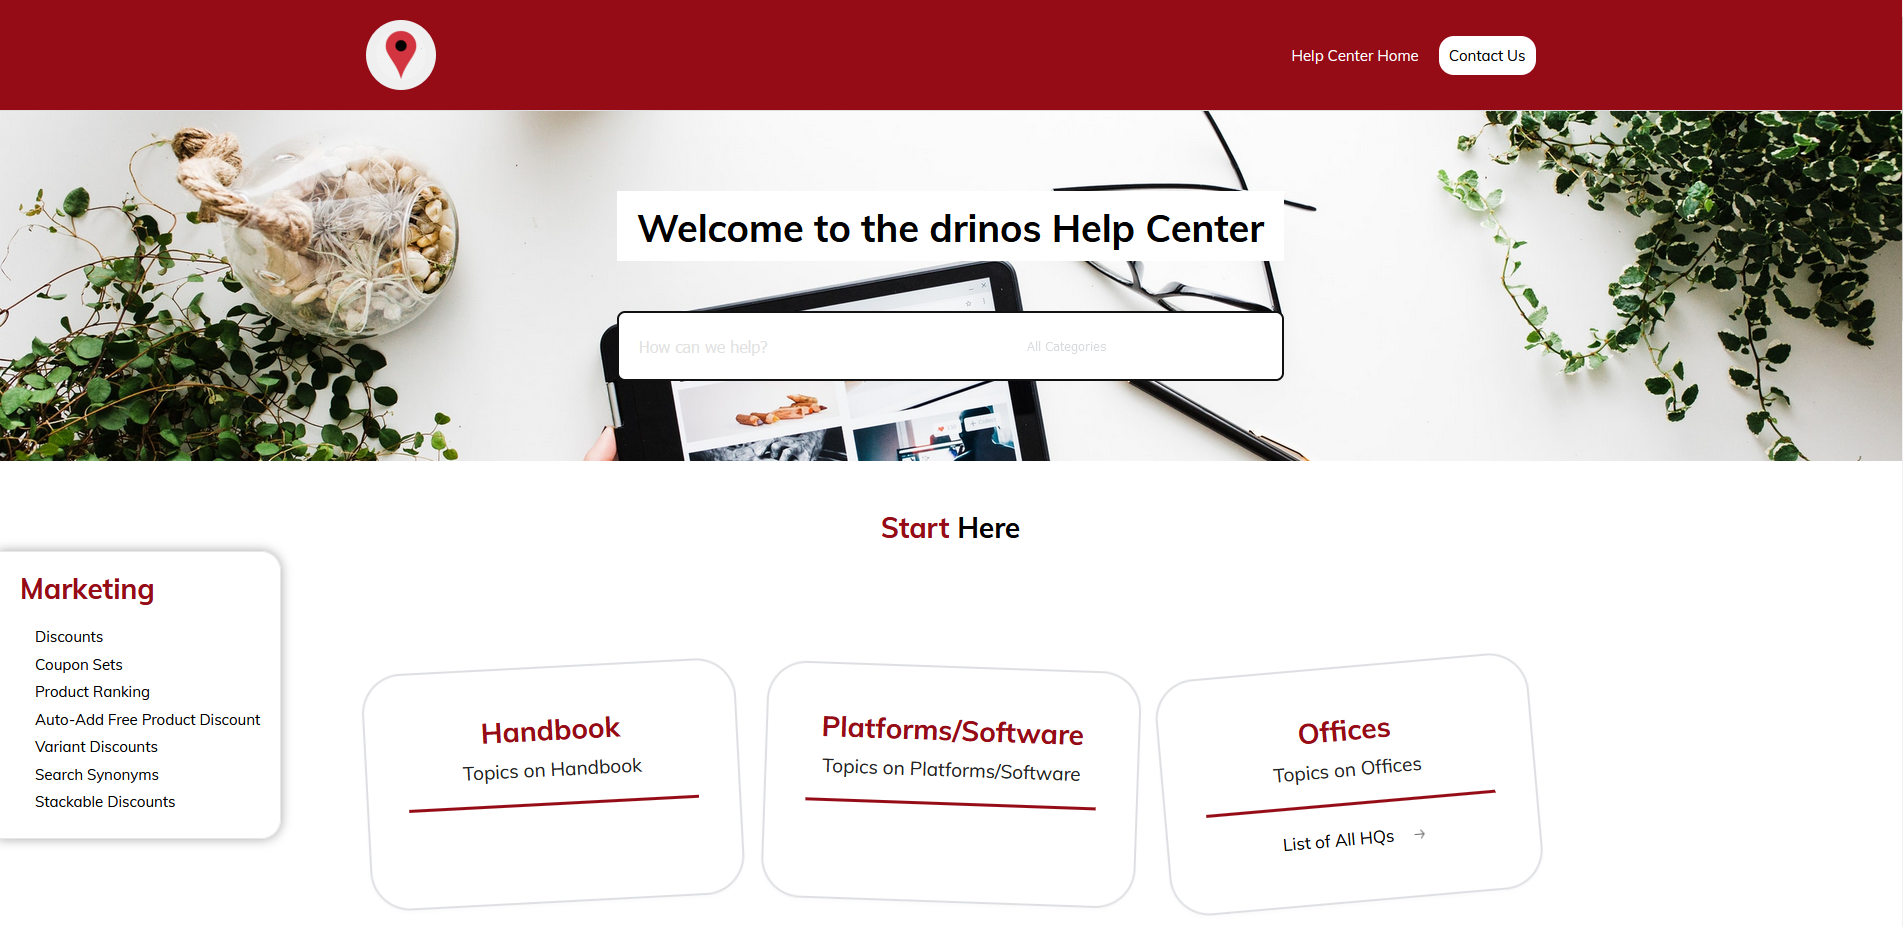 Help Center Home
Contact Us
Welcome to the drinos Help Center
How can we help?
All Categories
Start Here
Marketing
Discounts
Coupon Sets
Product Ranking
Auto-Add Free Product Discount
Variant Discounts
Search Synonyms
Stackable Discounts
Handbook
Topics on Handbook
Platforms/Software
Topics on Platforms/Software
Offices
Topics on Offices
List of All HQs →